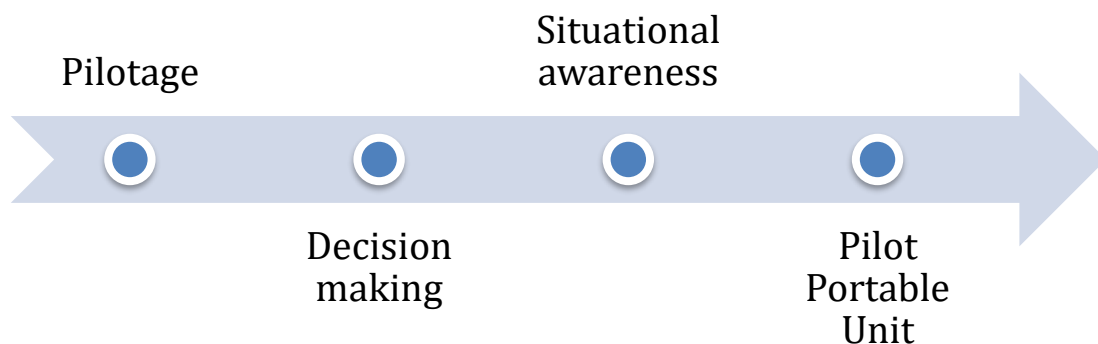 Pilotage
Decision
making
Situational
awareness
Pilot
Portable
Unit